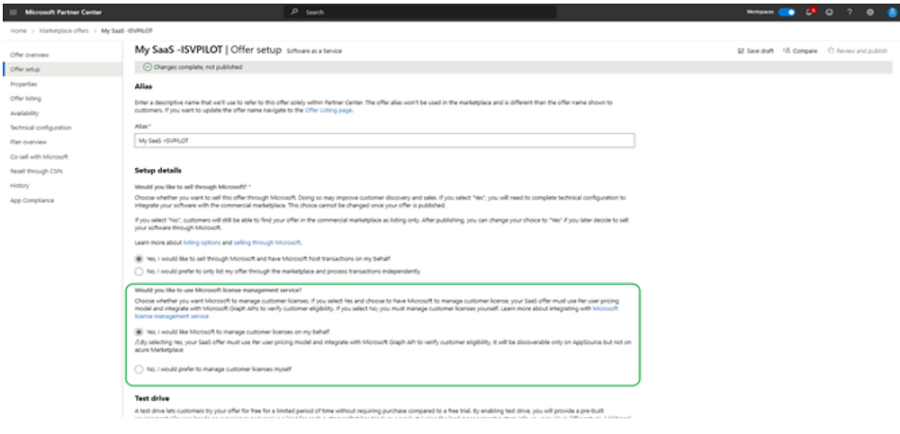 Microsoft Partner Center
Search
Workspaces
Home > Marketplace offers > My SaaS -ISVPILOT
My SaaS -ISVPILOT | Offer setup Software as a Service
Save draft Compare Review and publish
Offer overview
Offer setup
Properties
Offer listing
Availability
Technical configuration
Plan overview
Co-sell with Microsoft
Resell through CSPs
History
App Compliance
Changes complete, not published
Alias
Enter a descriptive name that we'll use to refer to this offer solely within Partner Center. The offer alias won't be used in the marketplace and is different than the offer name shown to
customers. If you want to update the offer name navigate to the Offer Listing page.
Alias *
My SaaS -ISVPILOT
Setup details
Would you like to sell through Microsoft? *
Choose whether you want to sell this offer through Microsoft. Doing so may improve customer discovery and sales. If you select "Yes", you will need to complete technical configuration to
integrate your software with the commercial marketplace. This choice cannot be changed once your offer is published.
If you select "No", customers will still be able to find your offer in the commercial marketplace as listing only. After publishing, you can change your choice to "Yes" if you later decide to sell
your software through Microsoft.
Learn more about listing options and selling through Microsoft.
Yes, I would like to sell through Microsoft and have Microsoft host transactions on my behalf
No, I would prefer to only list my offer through the marketplace and process transactions independently
Would you like to use Microsoft license management service?
Choose whether you want Microsoft to manage customer licenses. If you select Yes and choose to have Microsoft to manage customer license, your SaaS offer must use Per user pricing
model and integrate with Microsoft Graph APIs to verify customer eligibility. If you select No, you must manage customer licenses yourself. Learn more about integrating with Microsoft
license management service
Yes, I would like Microsoft to manage customer licenses on my behalf
⚠By selecting Yes, your SaaS offer must use Per user pricing model and integrate with Microsoft Graph API to verify customer eligibility, it will be discoverable only on AppSource but not on
azure Marketplace
No, I would prefer to manage customer licenses myself
Test drive
A test drive lets customers try your offer for free for a limited period of time without requiring purchase compared to a free trial. By enabling test drive, you will provide a pre-built